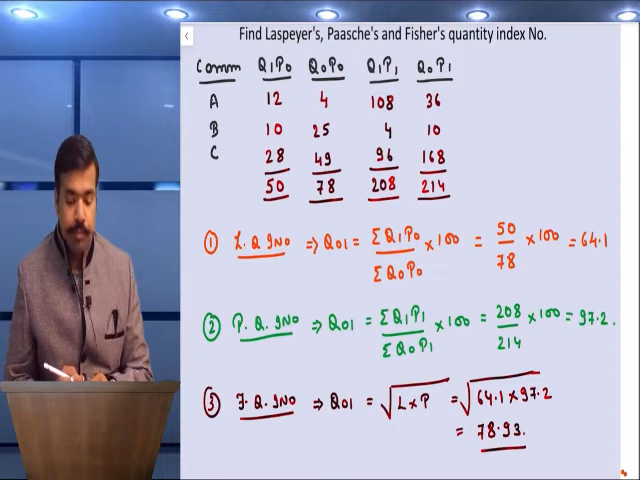 Find Laspeyer's, Paasche's and Fisher's quantity index No.
Comm Q1P0 Q0P0 Q1P1 Q0P1
A 12 4 108 36
B 10 25 4 10
C 28 49 96 168
50 78 208 214
① L.Q.INO ⇒ Q01 = ΣQ1P0 / ΣQ0P0 × 100 = 50/78 × 100 = 64.1
② P.Q.INO ⇒ Q01 = ΣQ1P1 / ΣQ0P1 × 100 = 208/214 × 100 = 97.2.
③ F.Q.INO ⇒ Q01 = √L×P = √64.1×97.2
= 78.93.